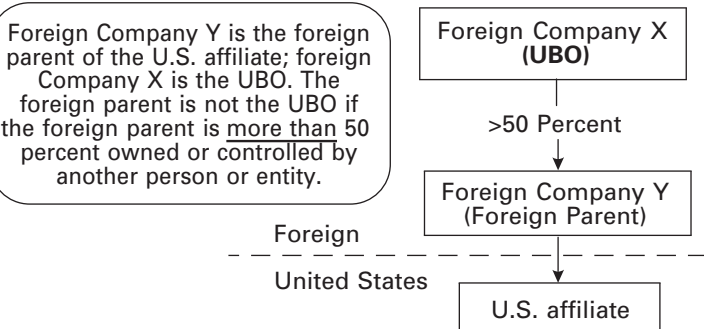 Foreign Company Y is the foreign
parent of the U.S. affiliate; foreign
Company X is the UBO. The
foreign parent is not the UBO if
the foreign parent is more than 50
percent owned or controlled by
another person or entity.
Foreign Company X
(UBO)
>50 Percent
Foreign Company Y
(Foreign Parent)
Foreign
United States
U.S. affiliate